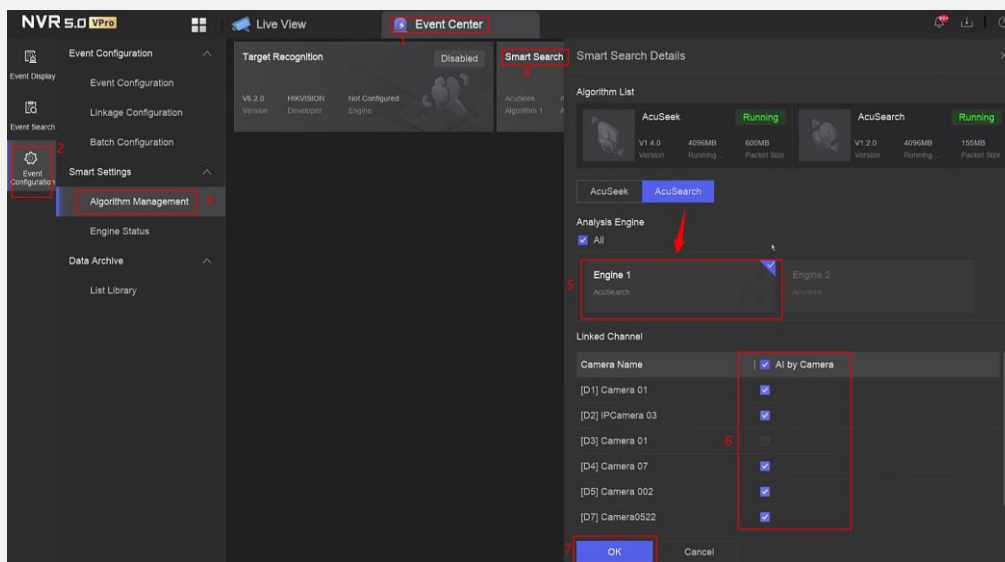 NVR 5.0 VPro
Live View
Event Center
1
99+
Event Display
Event Search
2
Event
Configuration
Event Configuration
Event Configuration
Linkage Configuration
Batch Configuration
Smart Settings
Algorithm Management
3
Engine Status
Data Archive
List Library
Target Recognition
Disabled
V6.2.0 HIKVISION Not Configured
Version Developer Engine
Smart Search
4
AcuSeek
Algorithm 1
Smart Search Details
Algorithm List
AcuSeek Running
V1.4.0 4096MB 600MB
Version Running ... Packet Size
AcuSearch Running
V1.2.0 4096MB 155MB
Version Running ... Packet Size
AcuSeek AcuSearch
Analysis Engine
All
5
Engine 1
AcuSearch
Engine 2
AcuSeek
Linked Channel
Camera Name AI by Camera
[D1] Camera 01
[D2] IPCamera 03
[D3] Camera 01
6
[D4] Camera 07
[D5] Camera 002
[D7] Camera0522
7
OK Cancel